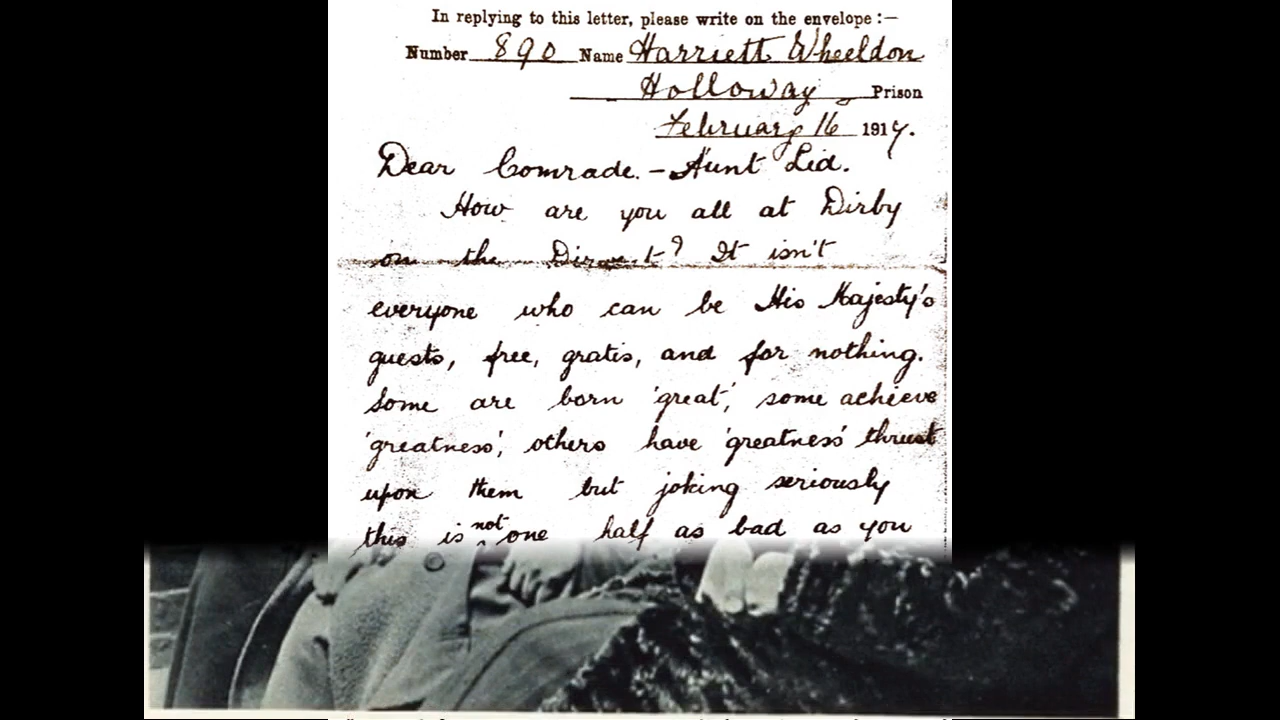 In replying to this letter, please write on the envelope :—
Number 890 Name Harriett Wheeldon
Holloway Prison
February 16 1917.
Dear Comrade. – Aunt Lid.
How are you all at Dirby
on the Dirwent? It isn't
everyone who can be His Majesty's
guests, free, gratis, and for nothing.
Some are born 'great', some achieve
'greatness', others have 'greatness' thrust
upon them but joking seriously
this is not one half as bad as you